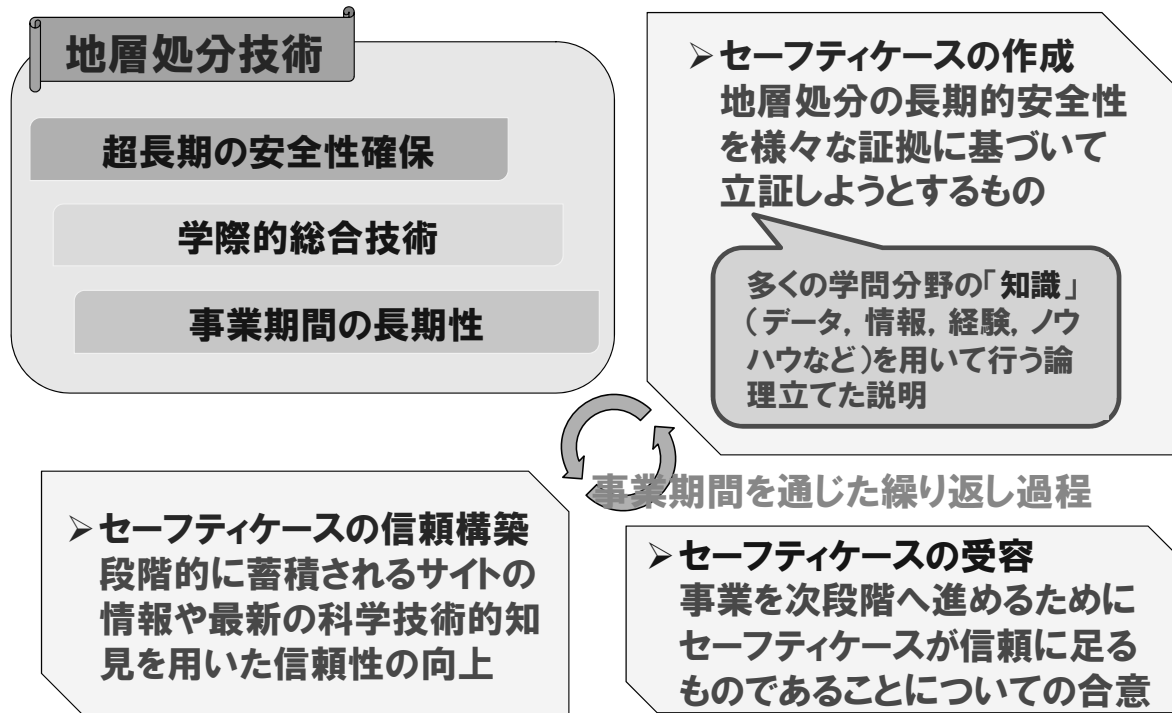 地層処分技術
超長期の安全性確保
学際的総合技術
事業期間の長期性
➢セーフティケースの作成
地層処分の長期的安全性
を様々な証拠に基づいて
立証しようとするもの
多くの学問分野の「知識」
(データ, 情報, 経験, ノウ
ハウなど)を用いて行う論
理立てた説明
事業期間を通じた繰り返し過程
➢セーフティケースの信頼構築
段階的に蓄積されるサイトの
情報や最新の科学技術的知
見を用いた信頼性の向上
➢セーフティケースの受容
事業を次段階へ進めるために
セーフティケースが信頼に足る
ものであることについての合意